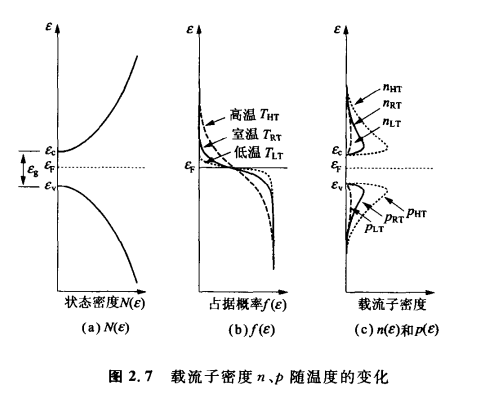 ε
ε
ε
高温 T_HT
室温 T_RT
低温 T_LT
n_HT
n_RT
n_LT
ε_c
ε_F
ε_g
ε_v
ε_F
ε_c
ε_F
ε_v
p_LT
p_RT
p_HT
状态密度N(ε)
占据概率f(ε)
载流子密度
(a) N(ε)
(b) f(ε)
(c) n(ε)和p(ε)
图 2.7 载流子密度 n、p 随温度的变化